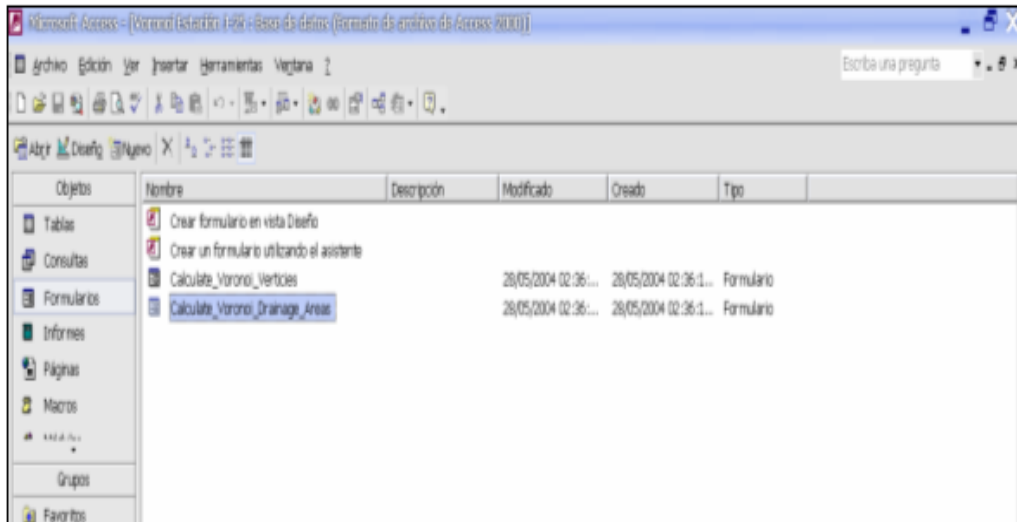 Microsoft Access - [Voronoi Estación 1-28 : Base de datos (Formato de archivo de Access 2000)]
Archivo Edición Ver Insertar Herramientas Ventana ?
Escriba una pregunta
Abrir Diseño Nuevo
Objetos
Nombre Descripción Modificado Creado Tipo
Tablas
Crear formulario en vista Diseño
Consultas
Crear un formulario utilizando el asistente
Formularios
Calculate_Voronoi_Verticies 28/05/2004 02:36:... 28/05/2004 02:36:1... Formulario
Calculate_Voronoi_Drainage_Areas 28/05/2004 02:36:... 28/05/2004 02:36:1... Formulario
Informes
Páginas
Macros
Grupos
Favoritos